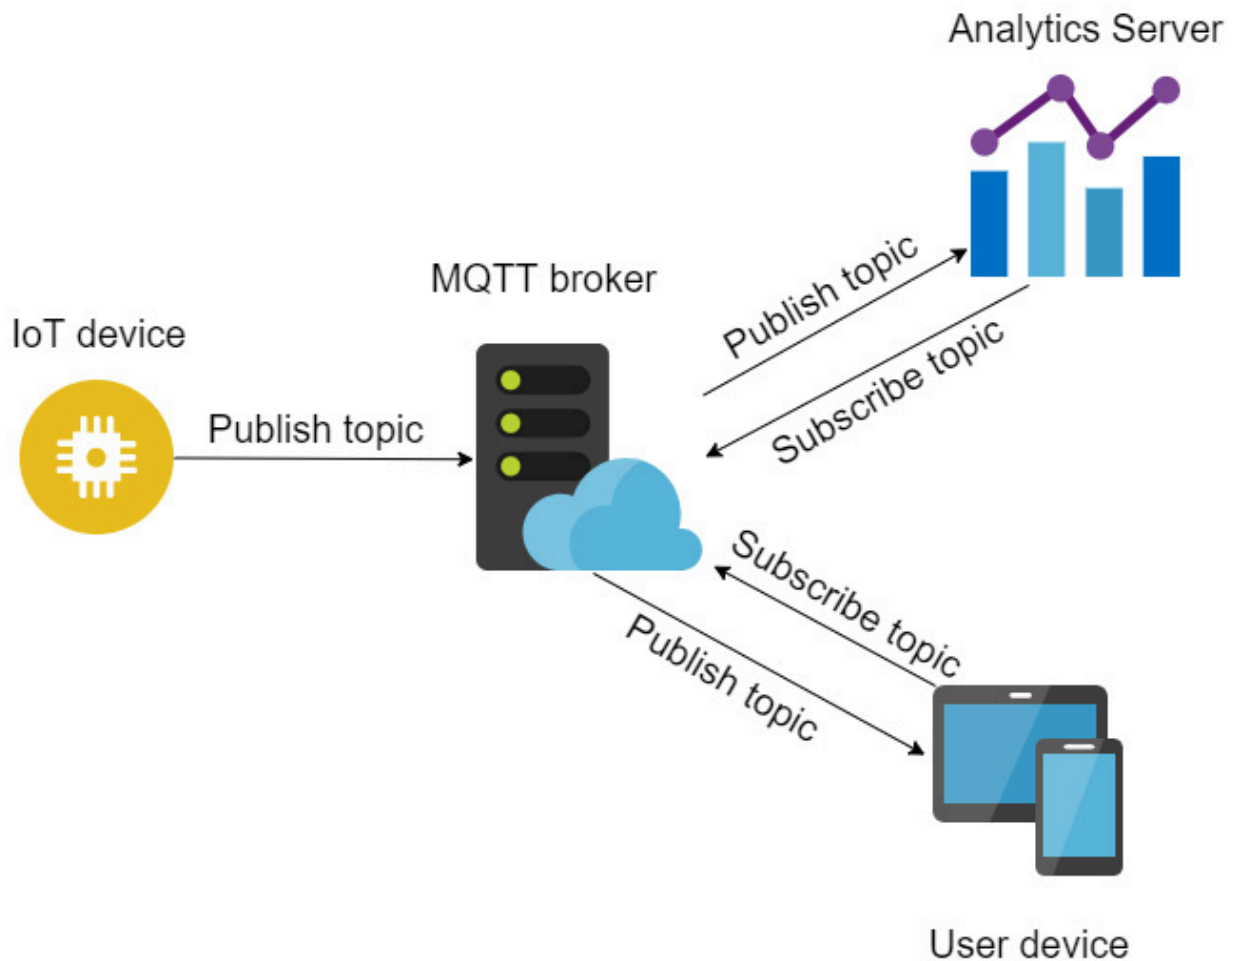 Analytics Server
MQTT broker
IoT device
Publish topic
Publish topic
Subscribe topic
Subscribe topic
Publish topic
User device